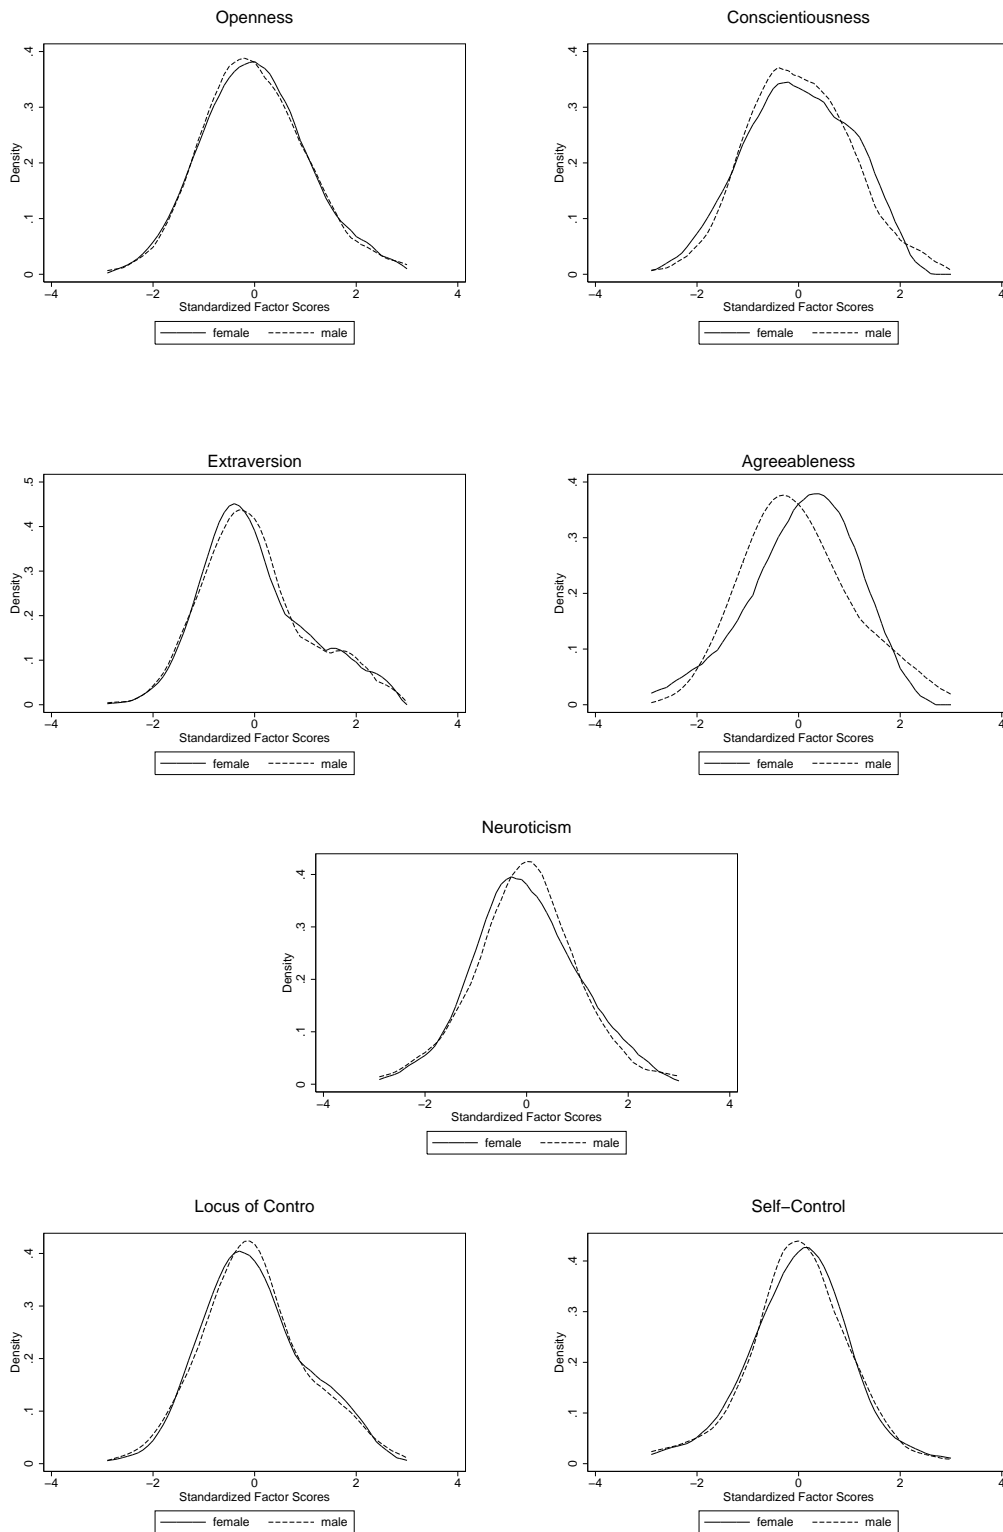 Openness
Density
0 .1 .2 .3 .4
−4 −2 0 2 4
Standardized Factor Scores
female male
Conscientiousness
Density
0 .1 .2 .3 .4
−4 −2 0 2 4
Standardized Factor Scores
female male
Extraversion
Density
0 .1 .2 .3 .4 .5
−4 −2 0 2 4
Standardized Factor Scores
female male
Agreeableness
Density
0 .1 .2 .3 .4
−4 −2 0 2 4
Standardized Factor Scores
female male
Neuroticism
Density
0 .1 .2 .3 .4
−4 −2 0 2 4
Standardized Factor Scores
female male
Locus of Contro
Density
0 .1 .2 .3 .4
−4 −2 0 2 4
Standardized Factor Scores
female male
Self−Control
Density
0 .1 .2 .3 .4
−4 −2 0 2 4
Standardized Factor Scores
female male